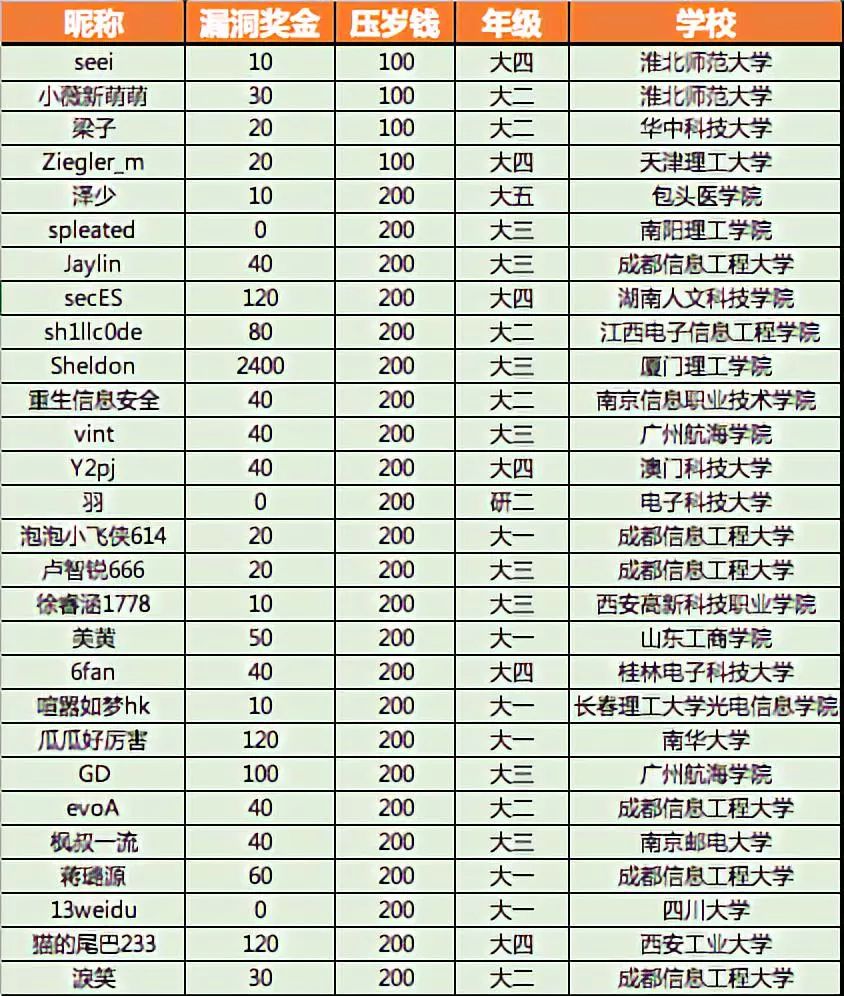 昵称 漏洞奖金 压岁钱 年级 学校
seei 10 100 大四 淮北师范大学
小薇新萌萌 30 100 大二 淮北师范大学
梁子 20 100 大二 华中科技大学
Ziegler_m 20 100 大四 天津理工大学
泽少 10 200 大五 包头医学院
spleated 0 200 大三 南阳理工学院
Jaylin 40 200 大三 成都信息工程大学
secES 120 200 大四 湖南人文科技学院
sh1llc0de 80 200 大二 江西电子信息工程学院
Sheldon 2400 200 大三 厦门理工学院
重生信息安全 40 200 大二 南京信息职业技术学院
vint 40 200 大三 广州航海学院
Y2pj 40 200 大四 澳门科技大学
羽 0 200 研二 电子科技大学
泡泡小飞侠614 20 200 大一 成都信息工程大学
卢智锐666 20 200 大三 成都信息工程大学
徐睿涵1778 10 200 大三 西安高新科技职业学院
美黄 50 200 大一 山东工商学院
6fan 40 200 大四 桂林电子科技大学
喧嚣如梦hk 10 200 大一 长春理工大学光电信息学院
瓜瓜好厉害 120 200 大一 南华大学
GD 100 200 大三 广州航海学院
evoA 40 200 大二 成都信息工程大学
枫叔一流 40 200 大三 南京邮电大学
蒋璐源 60 200 大一 成都信息工程大学
13weidu 0 200 大一 四川大学
猫的尾巴233 120 200 大四 西安工业大学
淚笑 30 200 大二 成都信息工程大学